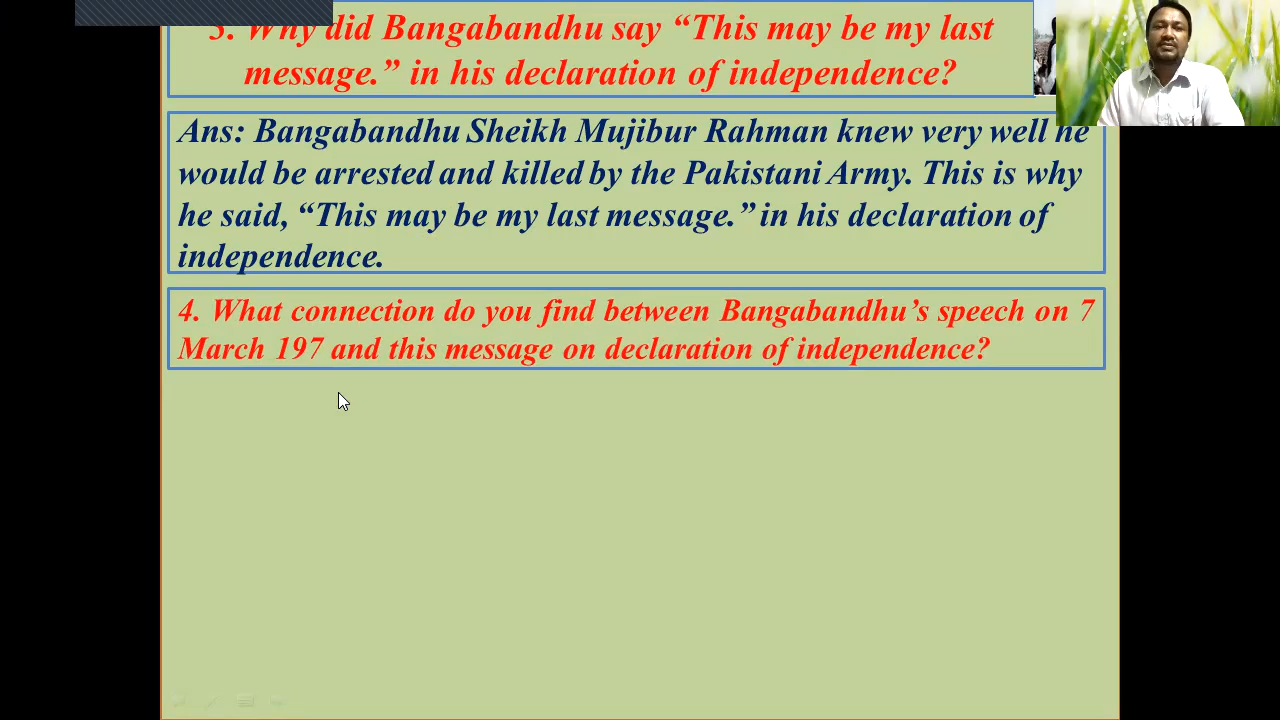 3. Why did Bangabandhu say “This may be my last
message.” in his declaration of independence?
Ans: Bangabandhu Sheikh Mujibur Rahman knew very well he
would be arrested and killed by the Pakistani Army. This is why
he said, “This may be my last message.” in his declaration of
independence.
4. What connection do you find between Bangabandhu’s speech on 7
March 197 and this message on declaration of independence?